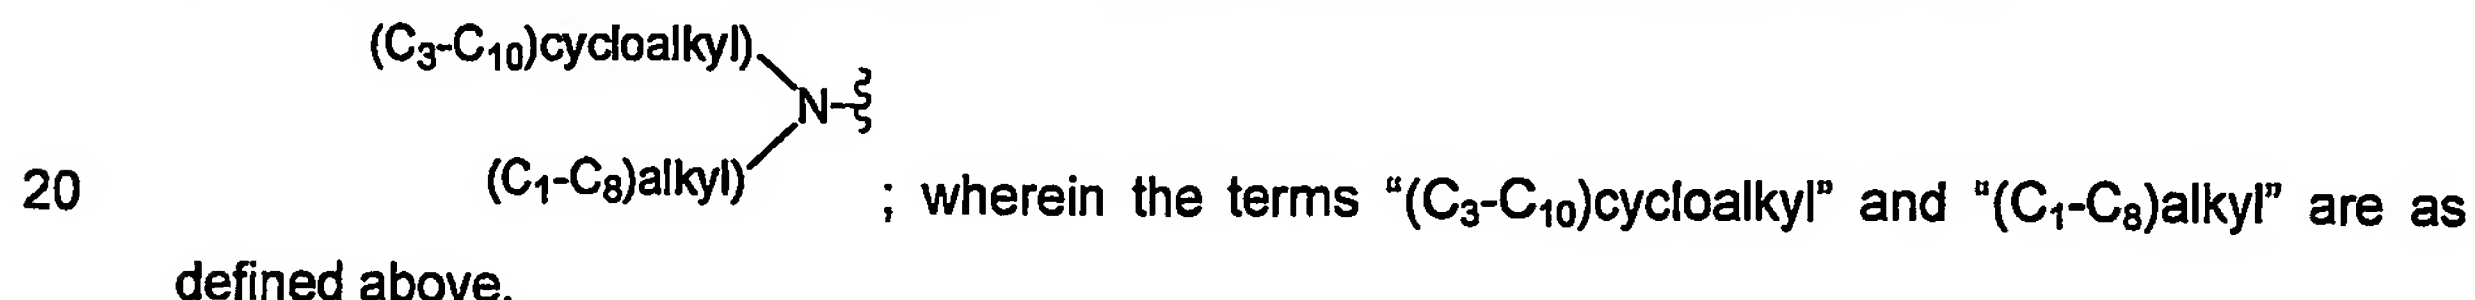 (C₃-C₁₀)cycloalkyl)
N
(C₁-C₈)alkyl)
20 ; wherein the terms “(C₃-C₁₀)cycloalkyl” and “(C₁-C₈)alkyl” are as
defined above.